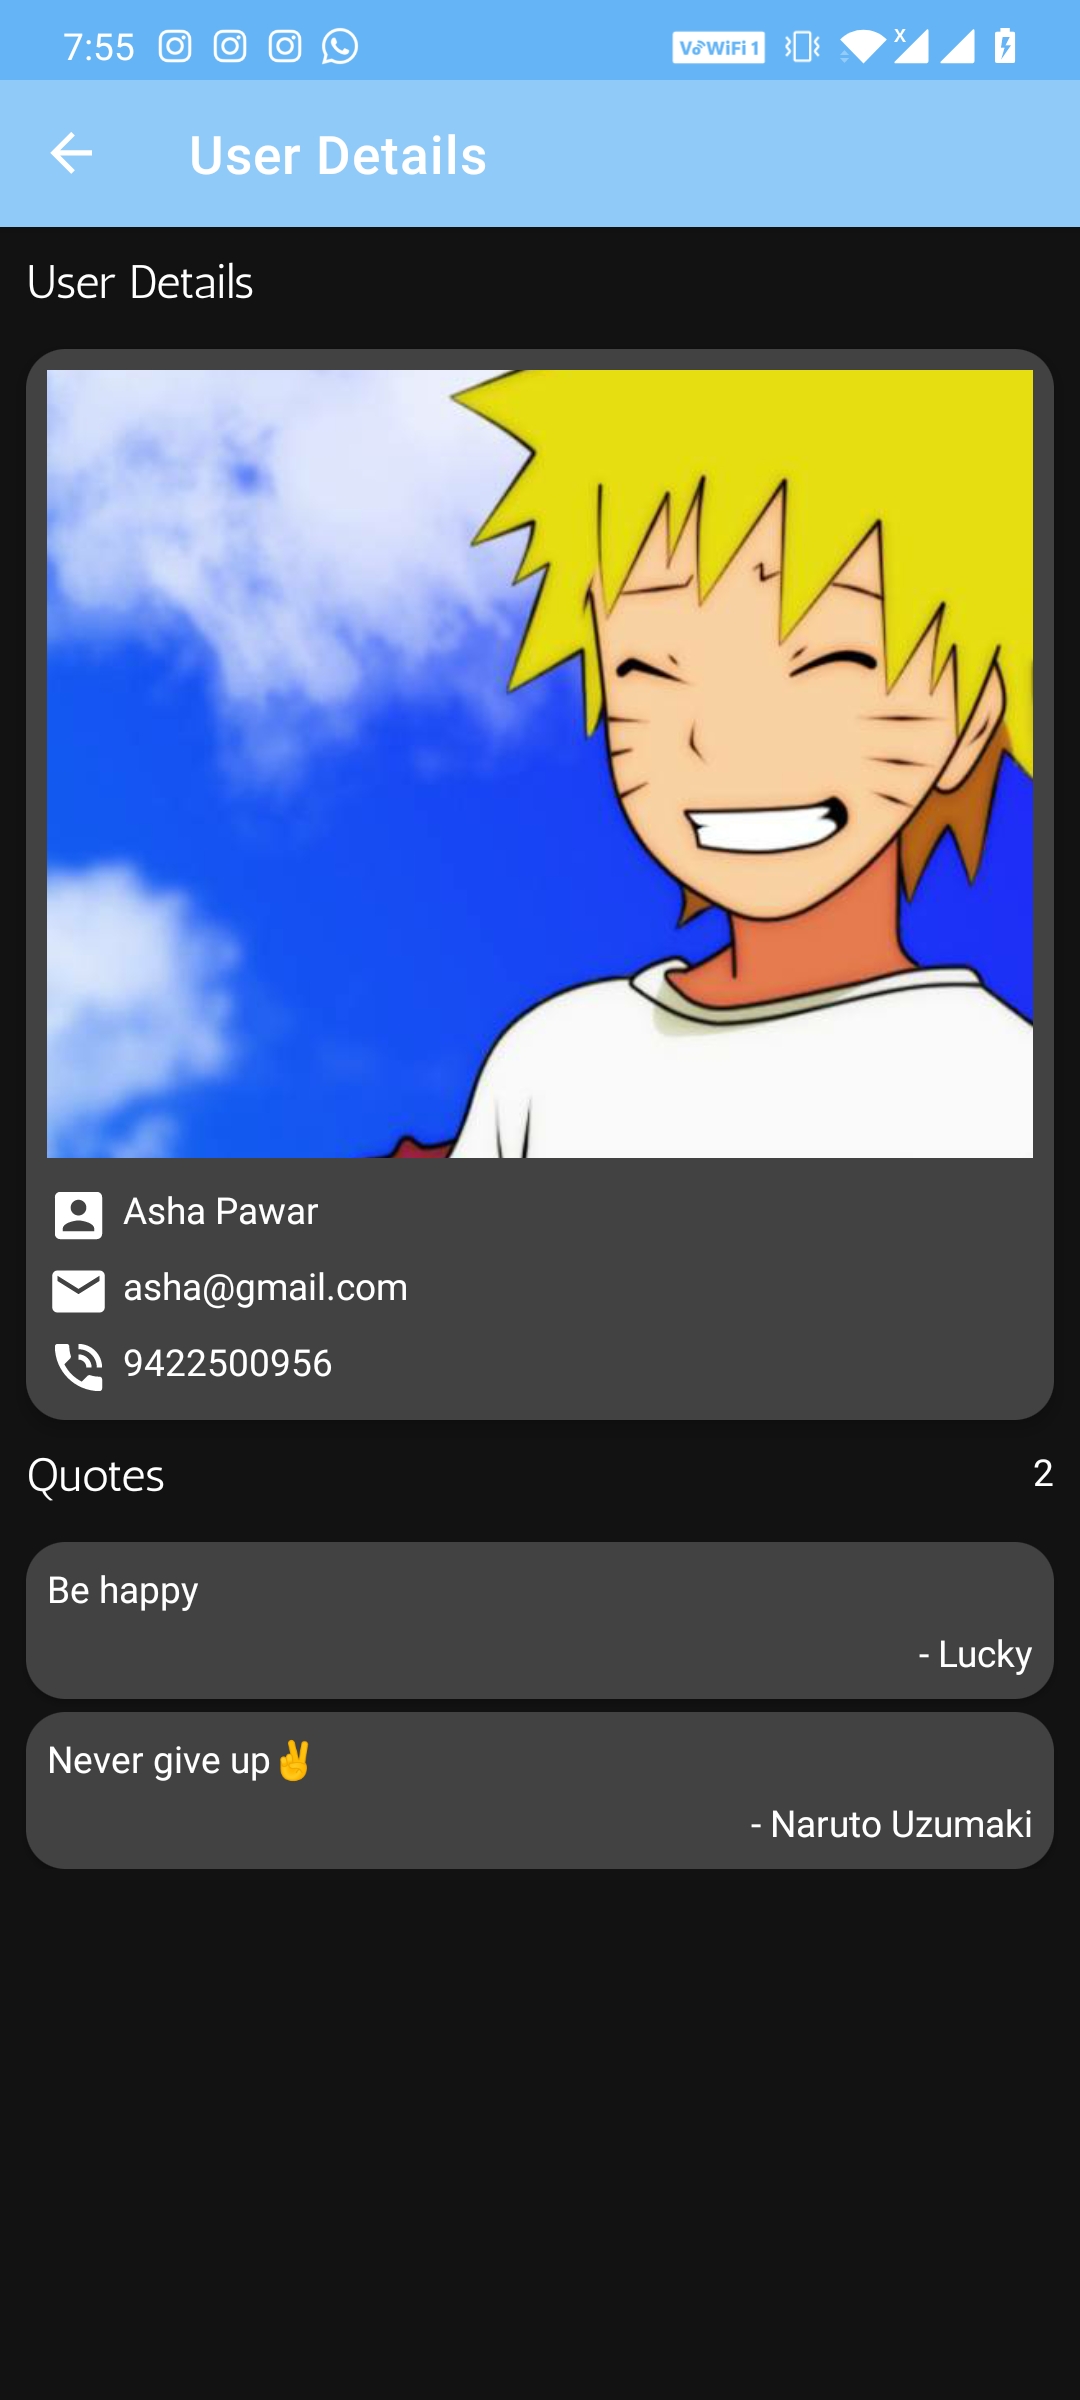 7:55 VoWiFi 1 x
User Details
User Details
Asha Pawar
asha@gmail.com
9422500956
Quotes 2
Be happy
- Lucky
Never give up✌️
- Naruto Uzumaki